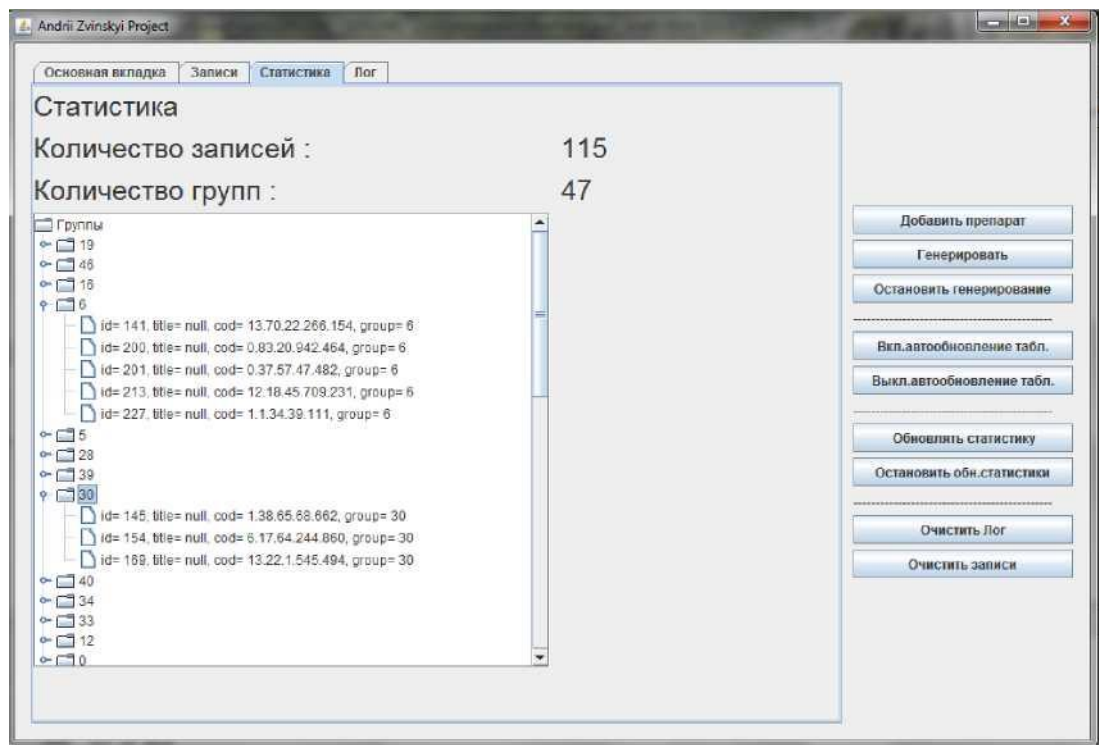 Andrii Zvinskyi Project
Основная вкладка Записи Статистика Лог
Статистика
Количество записей : 115
Количество групп : 47
Группы
19
46
16
6
id= 141, title= null, cod= 13.70.22.266.154, group= 6
id= 200, title= null, cod= 0.83.20.942.464, group= 6
id= 201, title= null, cod= 0.37.57.47.482, group= 6
id= 213, title= null, cod= 12.18.45.709.231, group= 6
id= 227, title= null, cod= 1.1.34.39.111, group= 6
5
28
39
30
id= 145, title= null, cod= 1.38.65.68.662, group= 30
id= 154, title= null, cod= 6.17.64.244.860, group= 30
id= 169, title= null, cod= 13.22.1.545.494, group= 30
40
34
33
12
0
Добавить препарат
Генерировать
Остановить генерирование
Вкл.автообновление табл.
Выкл.автообновление табл.
Обновлять статистику
Остановить обн.статистики
Очистить Лог
Очистить записи